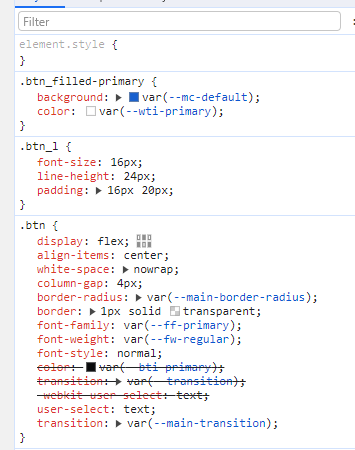 Filter
element.style {
}
.btn_filled-primary {
background: var(--mc-default);
color: var(--wti-primary);
}
.btn_l {
font-size: 16px;
line-height: 24px;
padding: 16px 20px;
}
.btn {
display: flex;
align-items: center;
white-space: nowrap;
column-gap: 4px;
border-radius: var(--main-border-radius);
border: 1px solid transparent;
font-family: var(--ff-primary);
font-weight: var(--fw-regular);
font-style: normal;
color: var(--bti-primary);
transition: var(--transition);
-webkit-user-select: text;
user-select: text;
transition: var(--main-transition);
}